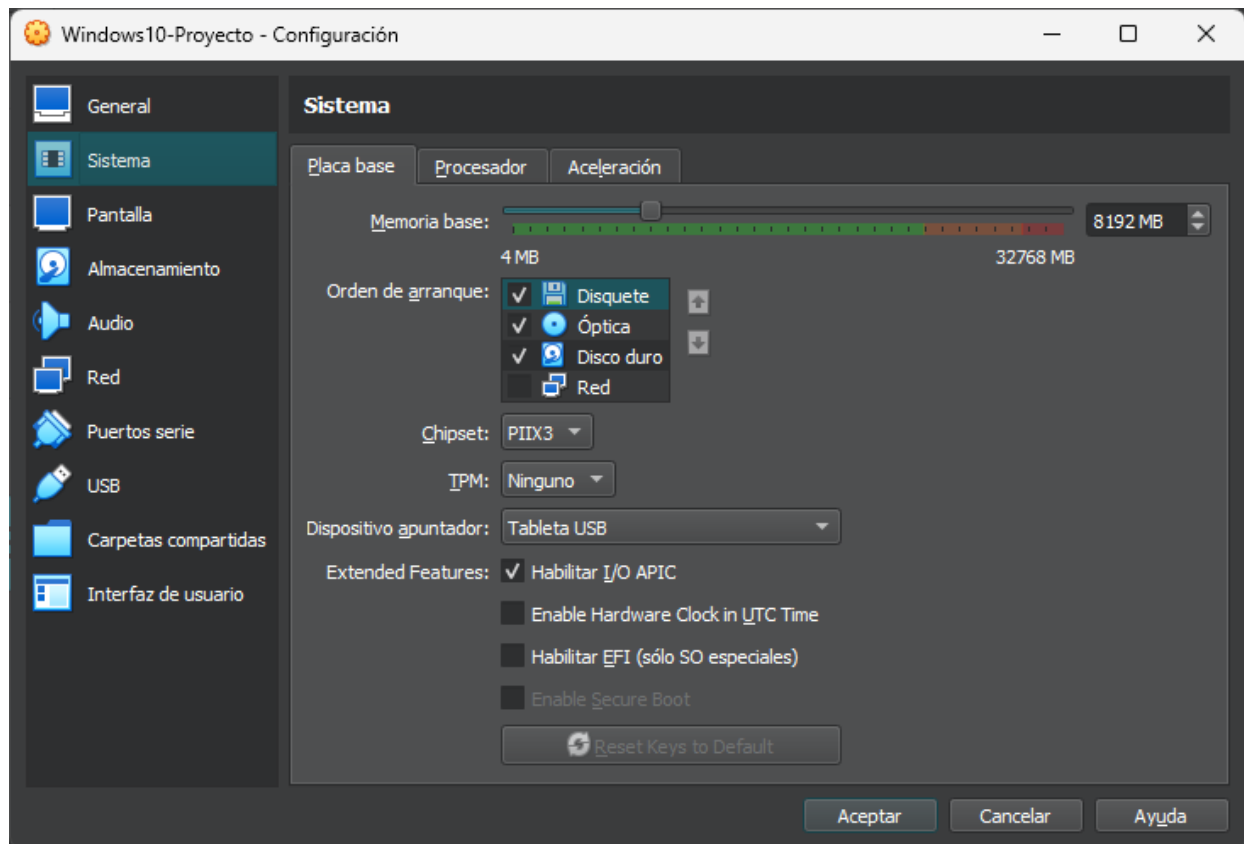 Windows10-Proyecto - Configuración
General
Sistema
Pantalla
Almacenamiento
Audio
Red
Puertos serie
USB
Carpetas compartidas
Interfaz de usuario
Sistema
Placa base Procesador Aceleración
Memoria base: 8192 MB
4 MB 32768 MB
Orden de arranque: Disquete
Óptica
Disco duro
Red
Chipset: PIIX3
TPM: Ninguno
Dispositivo apuntador: Tableta USB
Extended Features: Habilitar I/O APIC
Enable Hardware Clock in UTC Time
Habilitar EFI (sólo SO especiales)
Enable Secure Boot
Reset Keys to Default
Aceptar Cancelar Ayuda